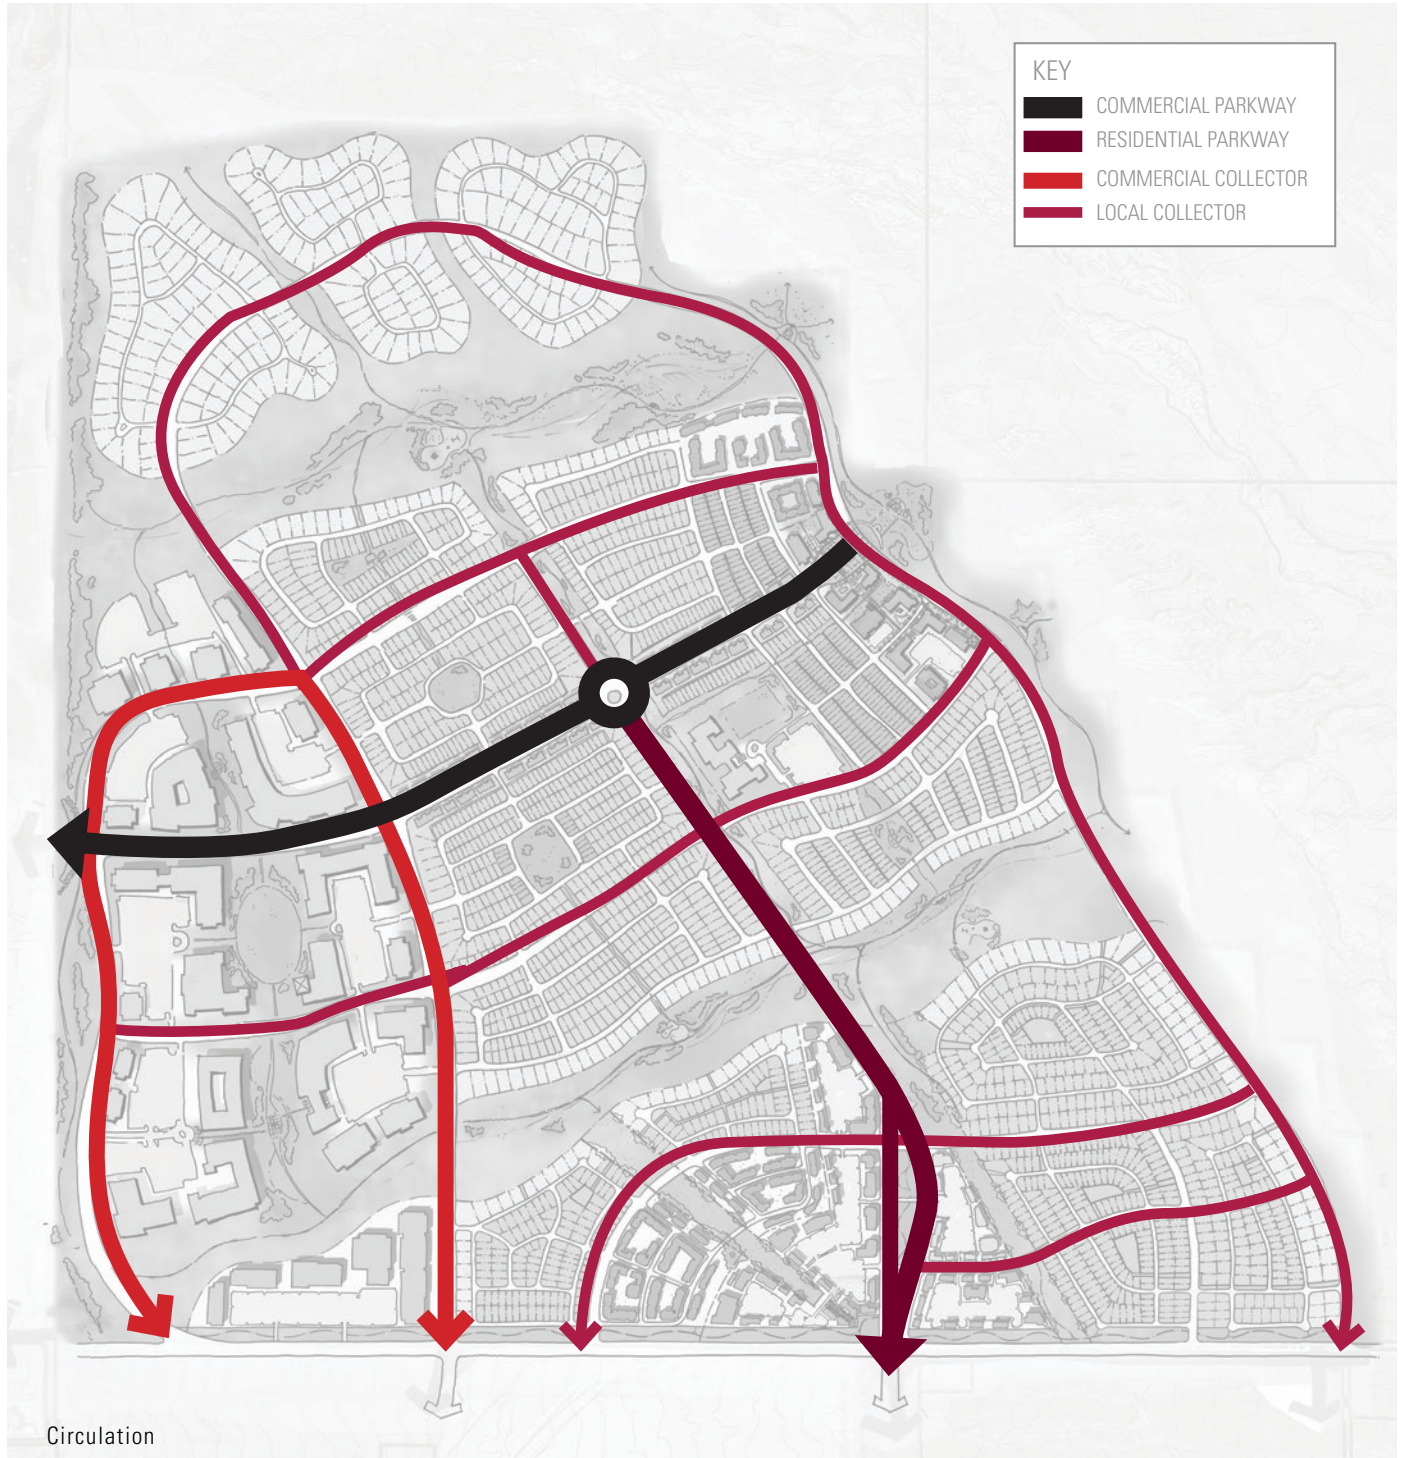 KEY
COMMERCIAL PARKWAY
RESIDENTIAL PARKWAY
COMMERCIAL COLLECTOR
LOCAL COLLECTOR
Circulation